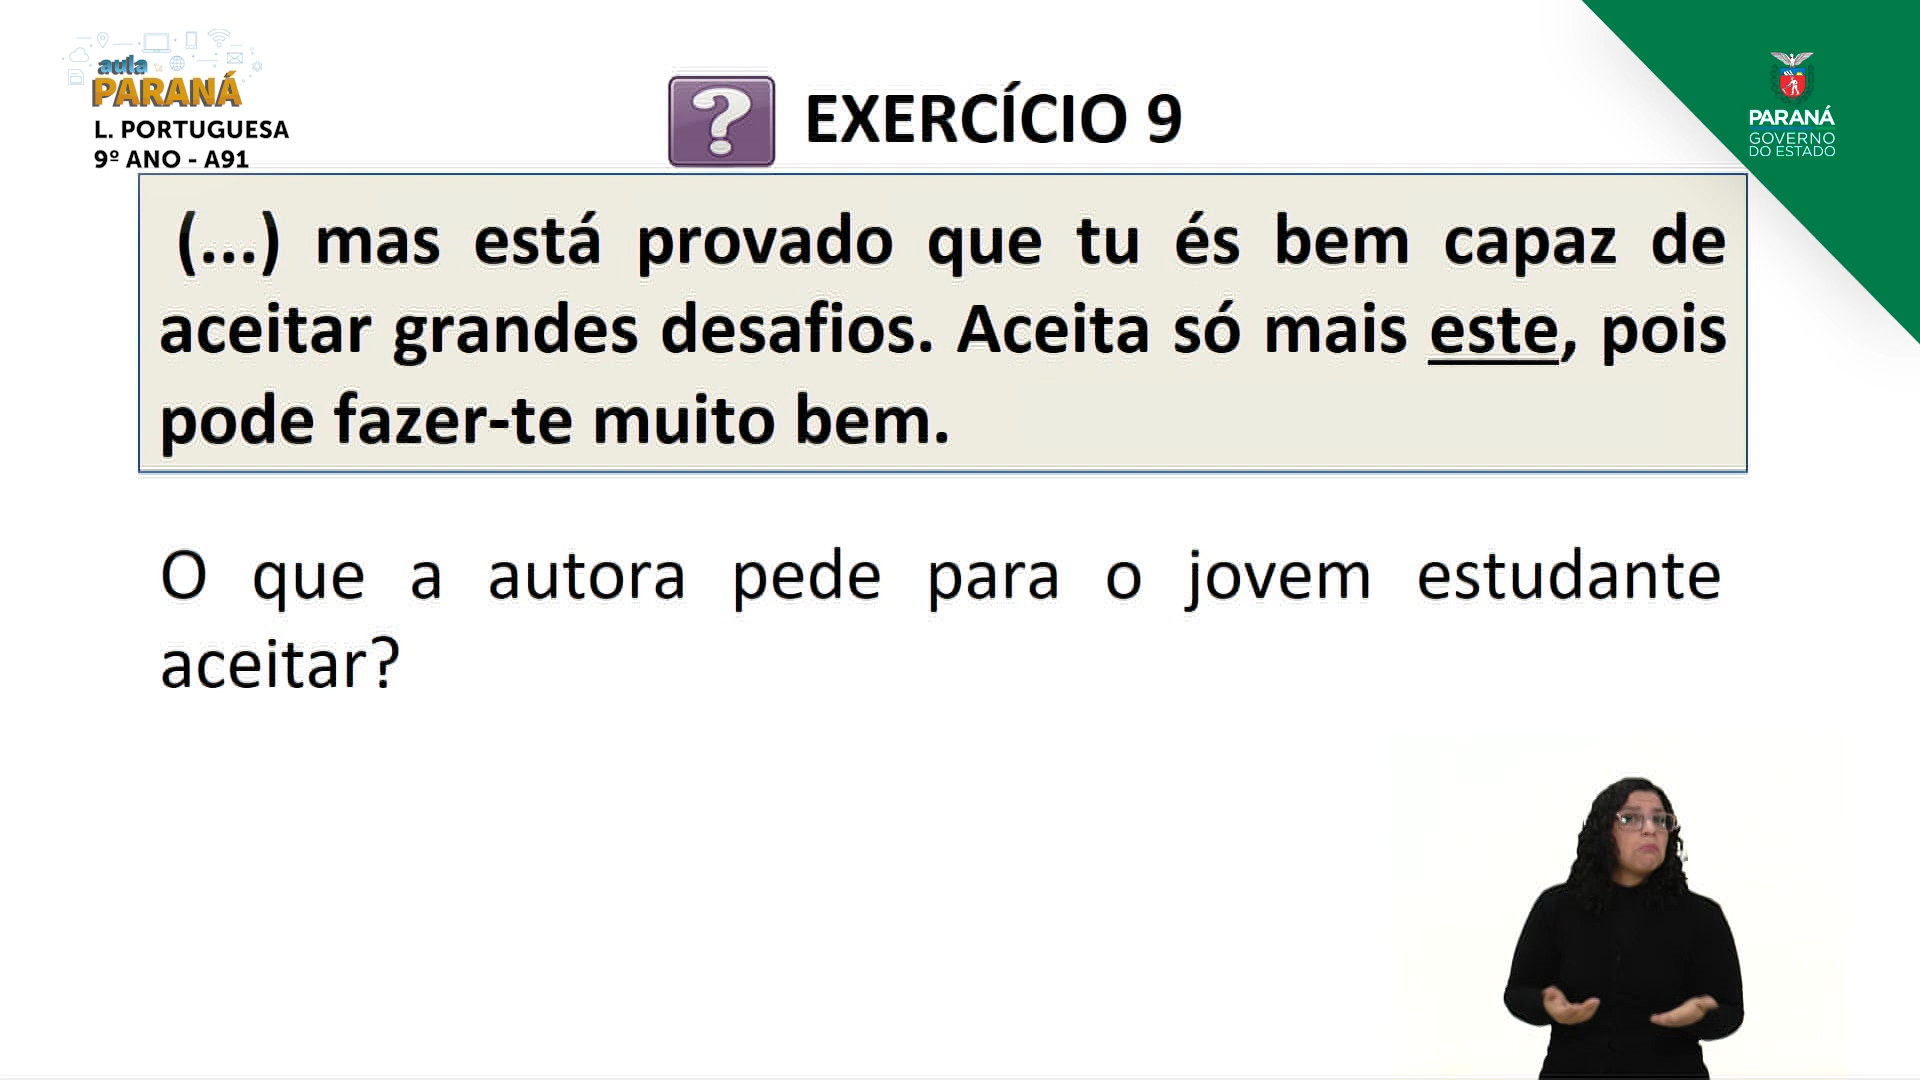 aula
PARANÁ
L. PORTUGUESA
9º ANO - A91
? EXERCÍCIO 9
PARANÁ
GOVERNO
DO ESTADO
(...) mas está provado que tu és bem capaz de
aceitar grandes desafios. Aceita só mais este, pois
pode fazer-te muito bem.
O que a autora pede para o jovem estudante
aceitar?